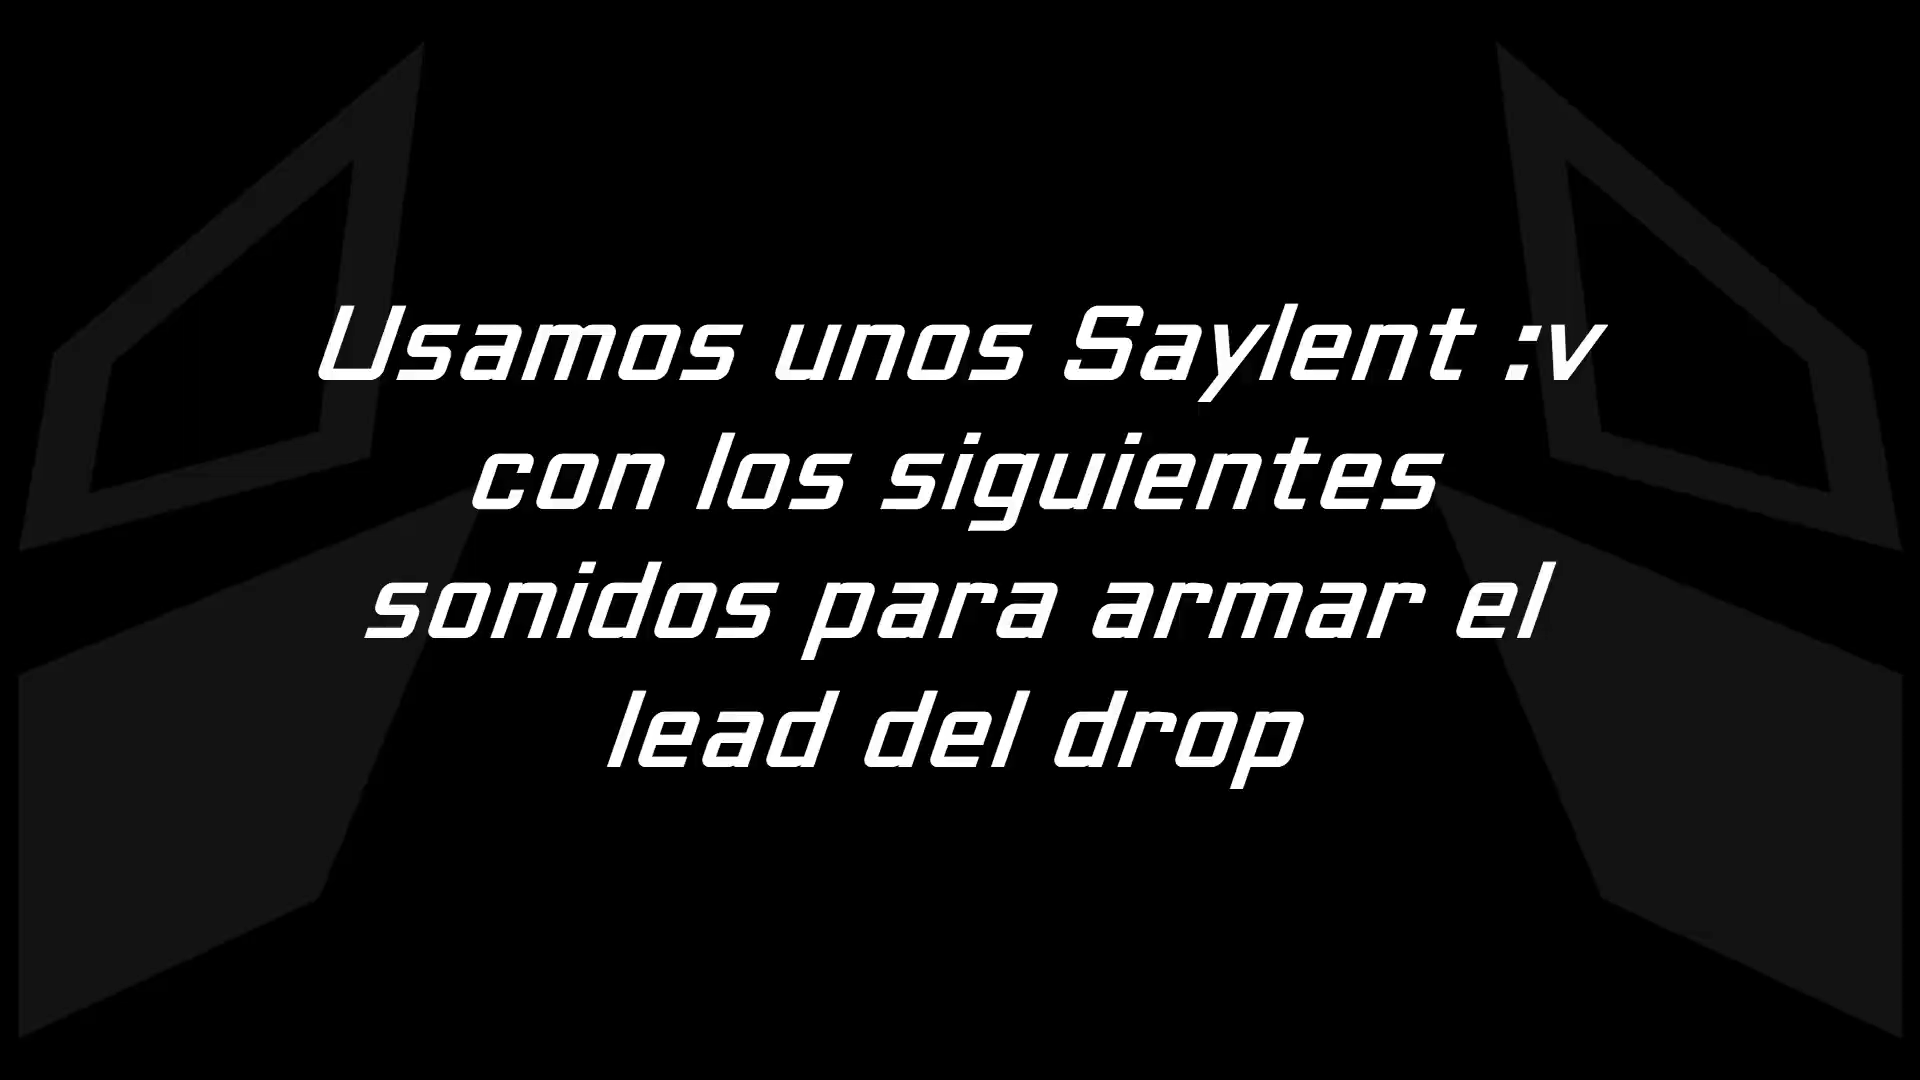 Usamos unos Saylent :v
con los siguientes
sonidos para armar el
lead del drop